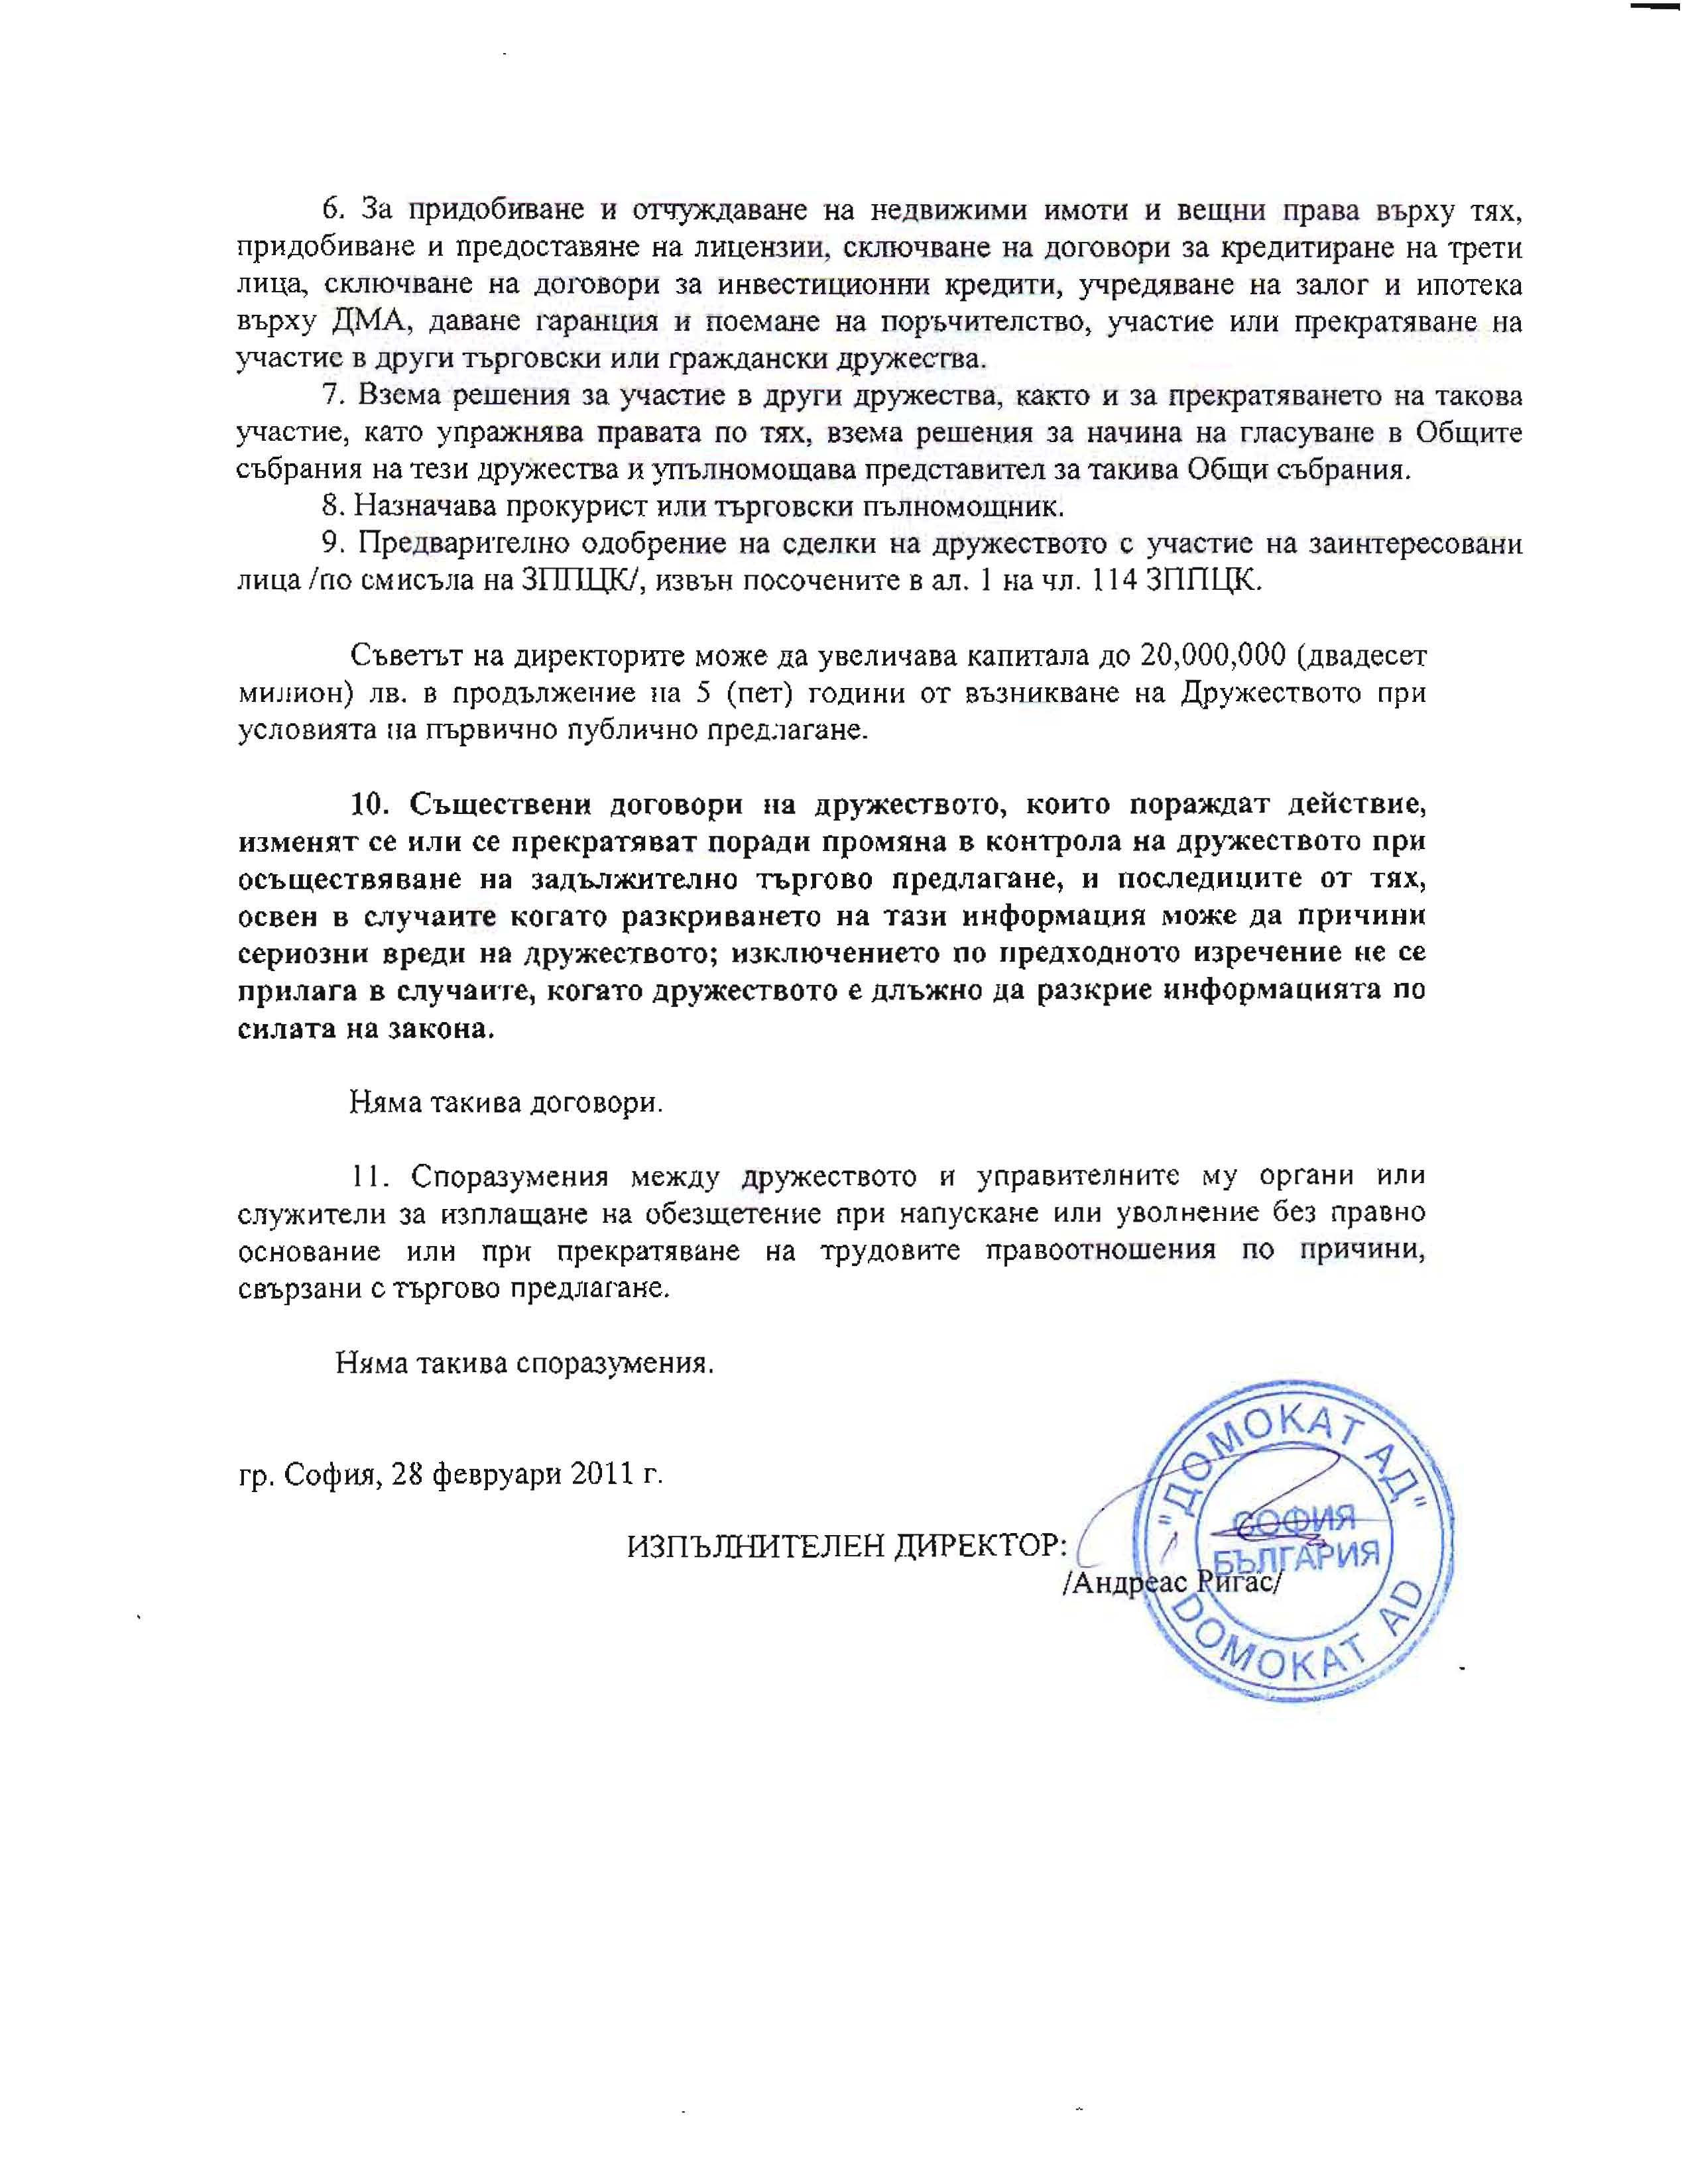 6. За придобиване и отчуждаване на недвижими имоти и вещни права върху тях,
придобиване и предоставяне на лицензии, сключване на договори за кредитиране на трети
лица, сключване на договори за инвестиционни кредити, учредяване на залог и ипотека
върху ДМА, даване гаранция и поемане на поръчителство, участие или прекратяване на
участие в други търговски или граждански дружества.
7. Взема решения за участие в други дружества, както и за прекратяването на такова
участие, като упражнява правата по тях, взема решения за начина на гласуване в Общите
събрания на тези дружества и упълномощава представител за такива Общи събрания.
8. Назначава прокурист или търговски пълномощник.
9. Предварително одобрение на сделки на дружеството с участие на заинтересовани
лица /по смисъла на ЗППЦК/, извън посочените в ал. 1 на чл. 114 ЗППЦК.
Съветът на директорите може да увеличава капитала до 20,000,000 (двадесет
милион) лв. в продължение на 5 (пет) години от възникване на Дружеството при
условията на първично публично предлагане.
10. Съществени договори на дружеството, които пораждат действие,
изменят се или се прекратяват поради промяна в контрола на дружеството при
осъществяване на задължително търгово предлагане, и последиците от тях,
освен в случаите когато разкриването на тази информация може да причини
сериозни вреди на дружеството; изключението по предходното изречение не се
прилага в случаите, когато дружеството е длъжно да разкрие информацията по
силата на закона.
Няма такива договори.
11. Споразумения между дружеството и управителните му органи или
служители за изплащане на обезщетение при напускане или уволнение без правно
основание или при прекратяване на трудовите правоотношения по причини,
свързани с търгово предлагане.
Няма такива споразумения.
гр. София, 28 февруари 2011 г.
ИЗПЪЛНИТЕЛЕН ДИРЕКТОР:
/Андреас Ригас/
"ДОМОКАТ АД"
СОФИЯ
БЪЛГАРИЯ
DOMOKAT AD